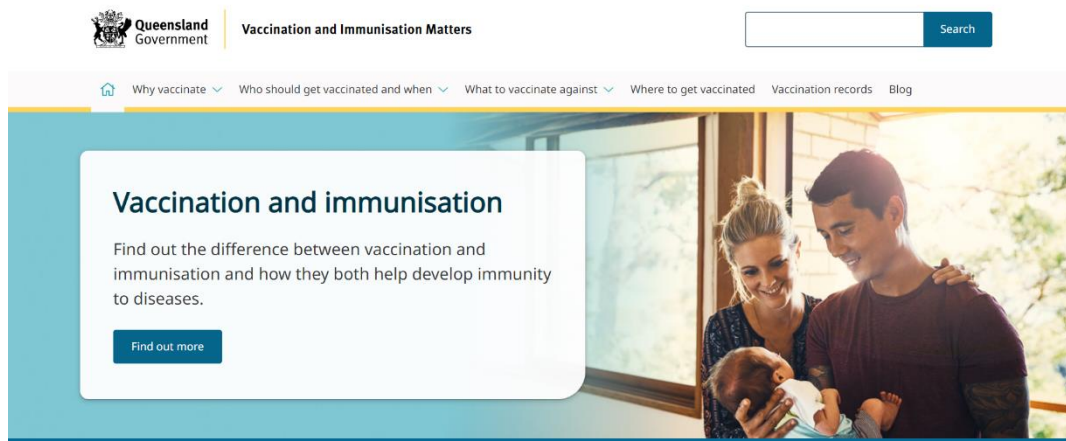 Queensland
Government
Vaccination and Immunisation Matters
Search
Why vaccinate
Who should get vaccinated and when
What to vaccinate against
Where to get vaccinated
Vaccination records
Blog
Vaccination and immunisation
Find out the difference between vaccination and
immunisation and how they both help develop immunity
to diseases.
Find out more